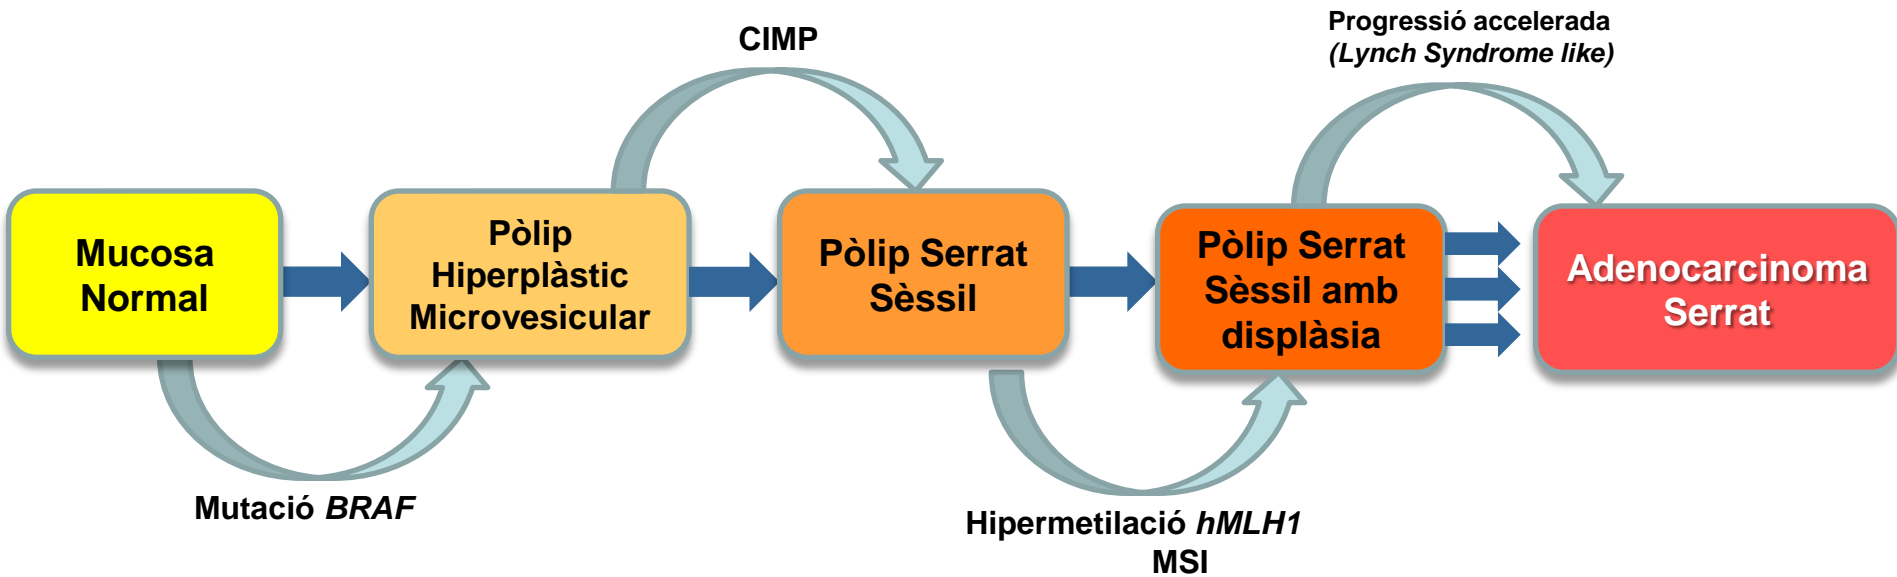 CIMP
Progressió accelerada
(Lynch Syndrome like)
Mucosa
Normal
Pòlip
Hiperplàstic
Microvesicular
Pòlip Serrat
Sèssil
Pòlip Serrat
Sèssil amb
displàsia
Adenocarcinoma
Serrat
Mutació BRAF
Hipermetilació hMLH1
MSI